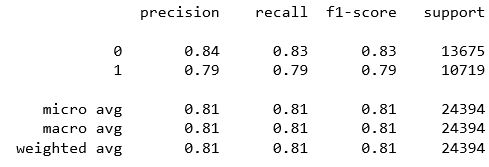 precision recall f1-score support
0 0.84 0.83 0.83 13675
1 0.79 0.79 0.79 10719
micro avg 0.81 0.81 0.81 24394
macro avg 0.81 0.81 0.81 24394
weighted avg 0.81 0.81 0.81 24394